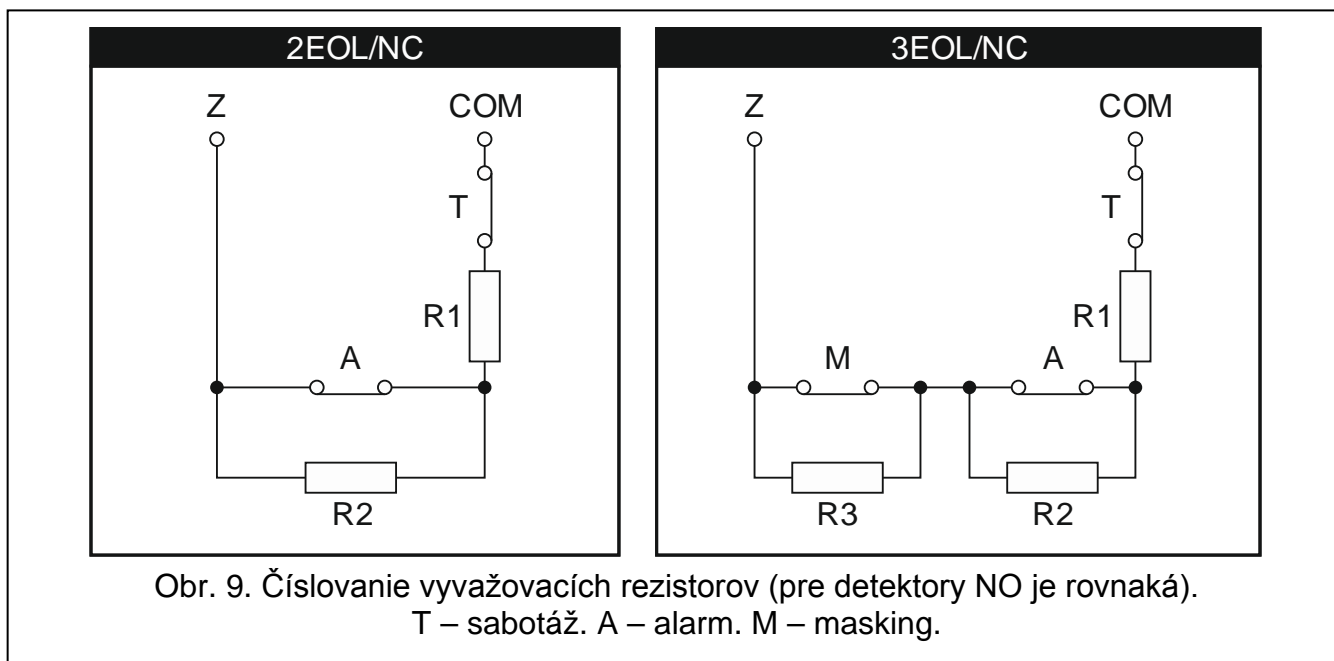 2EOL/NC
Z
COM
T
R1
A
R2
3EOL/NC
Z
COM
T
R1
M
A
R3
R2
Obr. 9. Číslovanie vyvažovacích rezistorov (pre detektory NO je rovnaká).
T – sabotáž. A – alarm. M – masking.